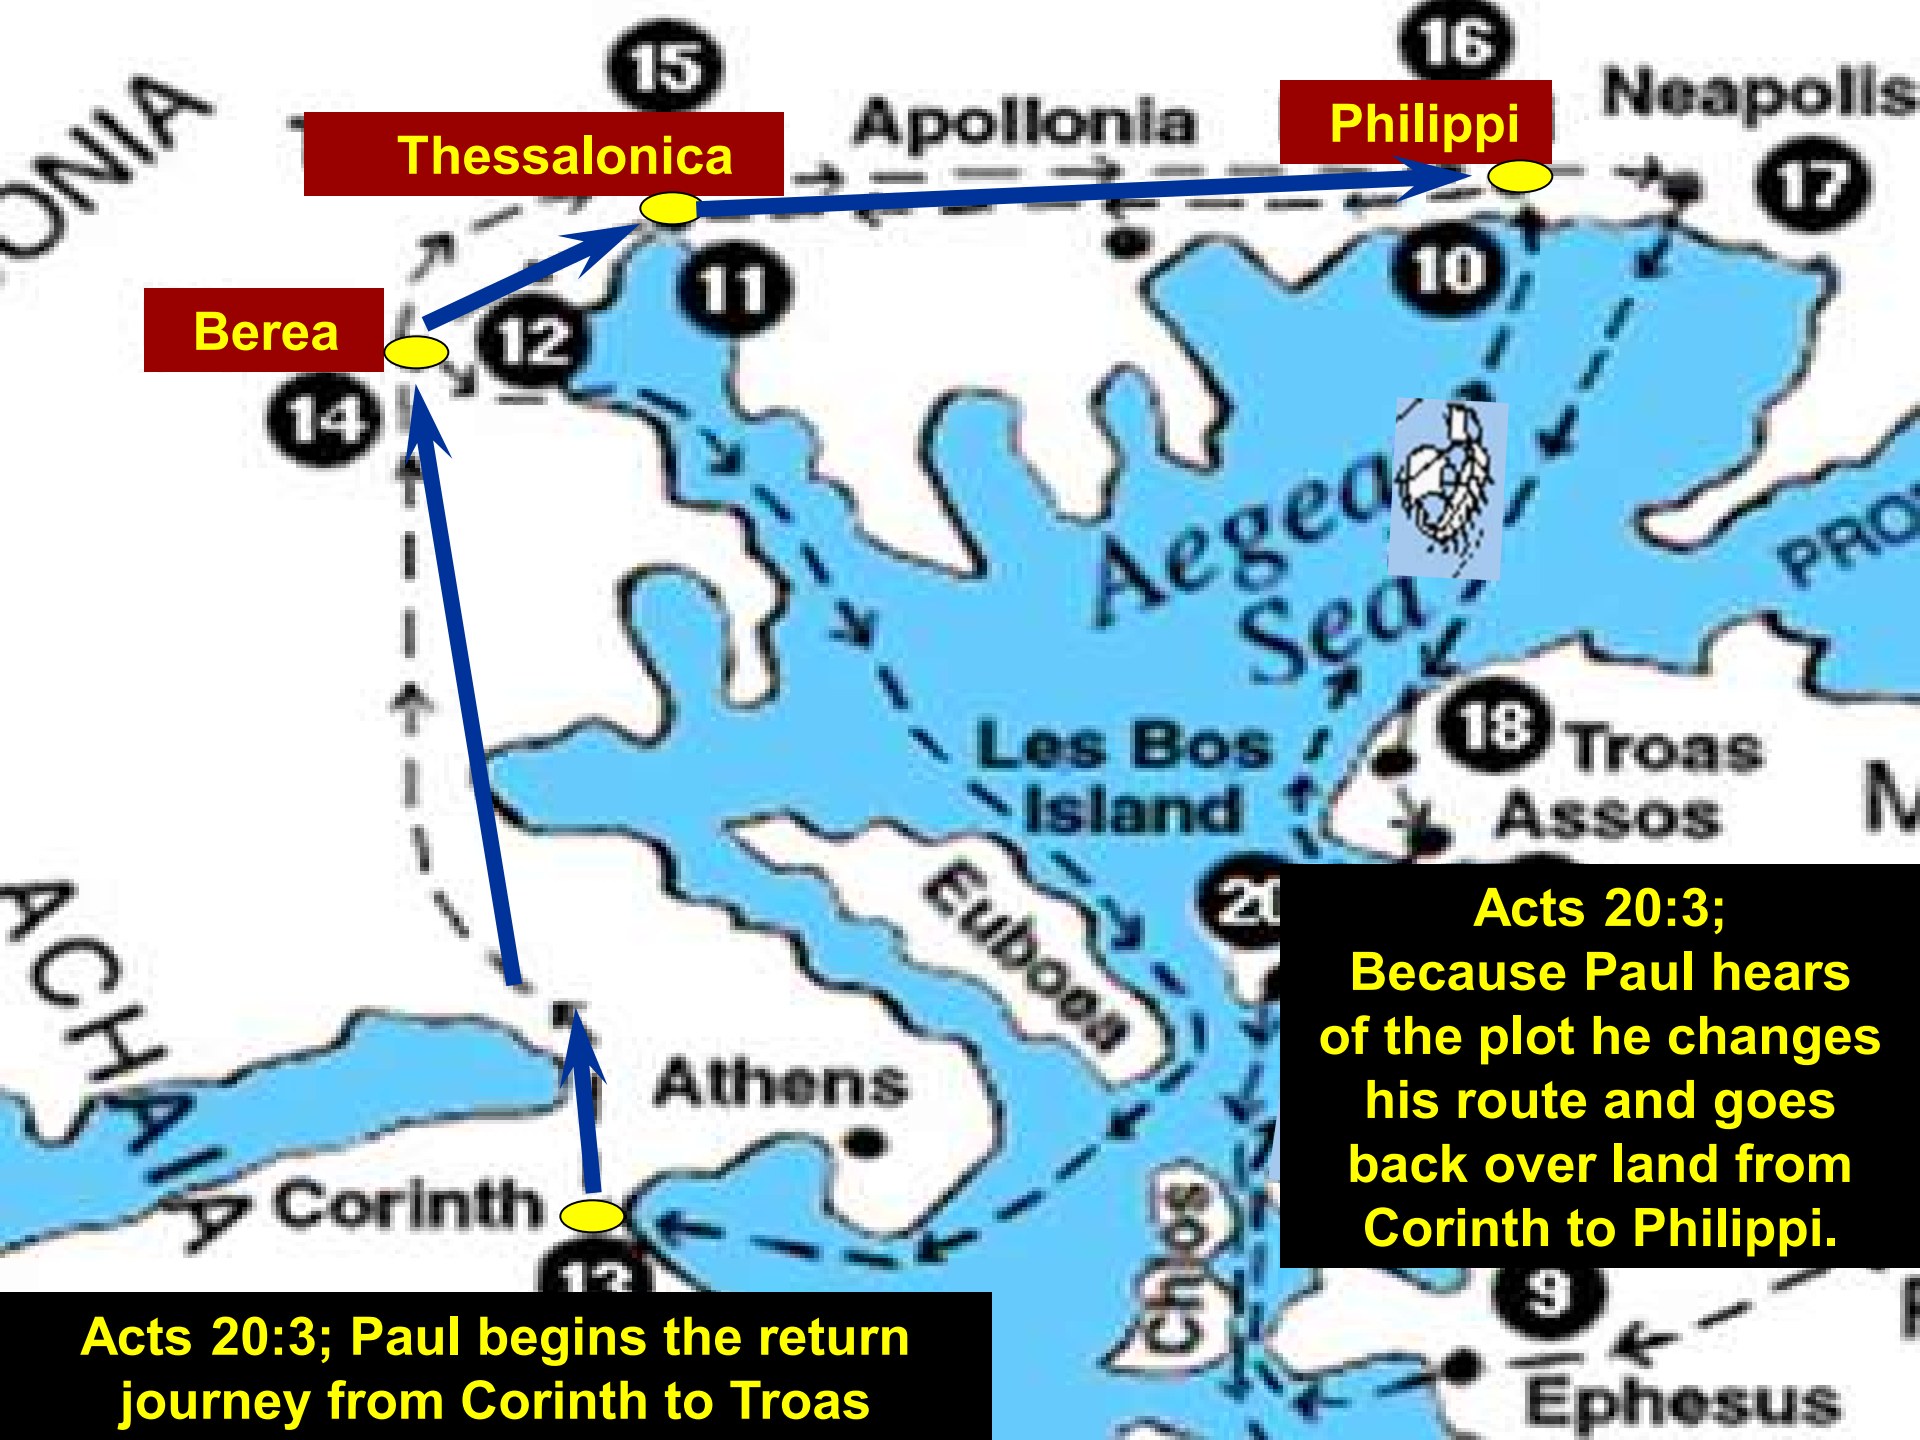 15
16
Neapolis
ONIA
Thessalonica
Apollonia
Philippi
17
11
10
Berea
12
14
Aegea
Sea
PRO
18
Troas
Les Bos
Island
Assos
M
20
Euboea
ACHAIA
Athens
Corinth
13
Chos
9
Ephesus
Acts 20:3;
Because Paul hears
of the plot he changes
his route and goes
back over land from
Corinth to Philippi.
Acts 20:3; Paul begins the return
journey from Corinth to Troas